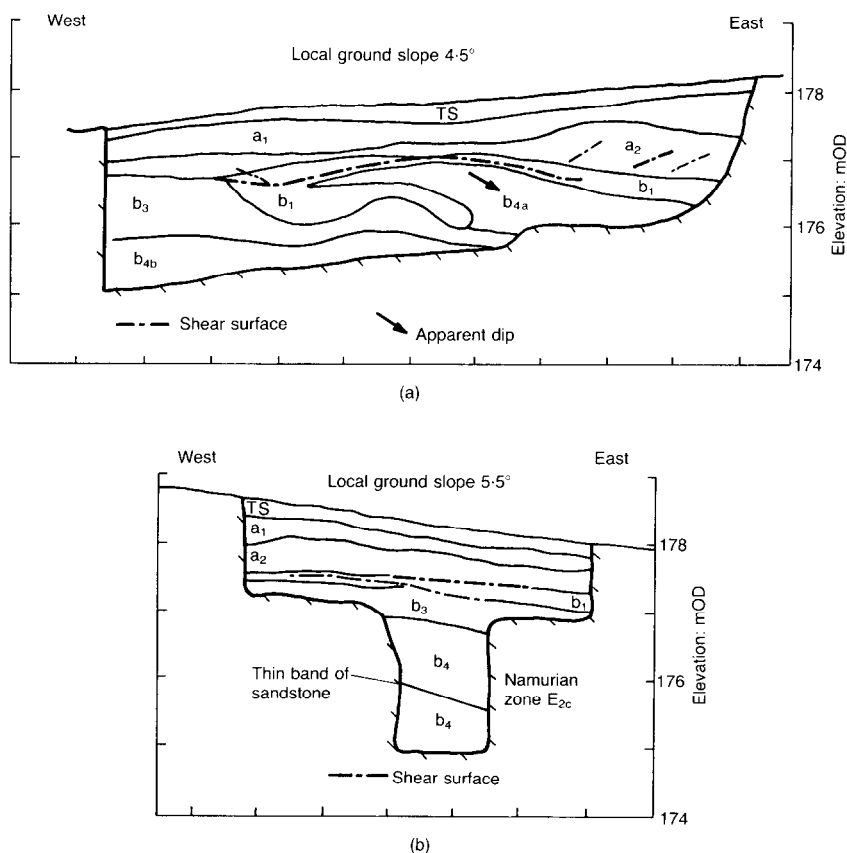 West
East
Local ground slope 4·5°
178
TS
a1
a2
b1
b3
b1
b4a
176
b4b
Elevation: mOD
Shear surface
Apparent dip
174
(a)
West
East
Local ground slope 5·5°
TS
a1
178
a2
b3
b1
b4
Thin band of
sandstone
Namurian
zone E2c
176
b4
Elevation: mOD
Shear surface
174
(b)